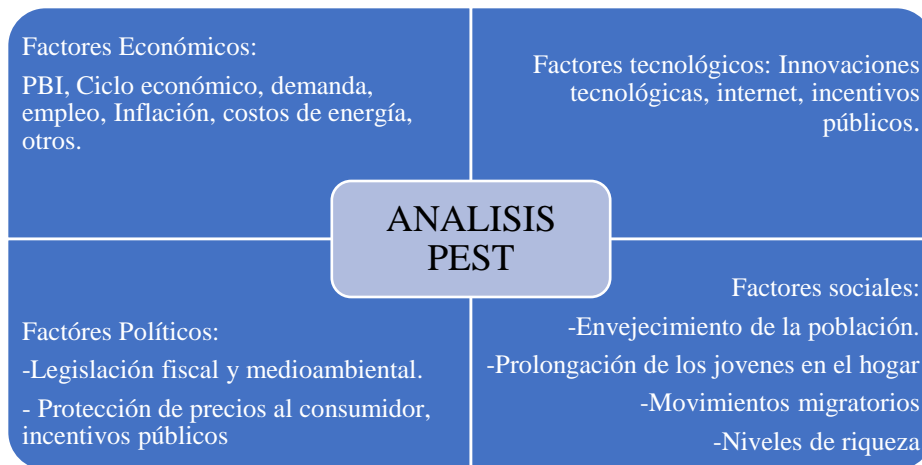 Factores Económicos:
PBI, Ciclo económico, demanda,
empleo, Inflación, costos de energía,
otros.
Factores tecnológicos: Innovaciones
tecnológicas, internet, incentivos
públicos.
ANALISIS
PEST
Factóres Políticos:
-Legislación fiscal y medioambiental.
- Protección de precios al consumidor,
incentivos públicos
Factores sociales:
-Envejecimiento de la población.
-Prolongación de los jovenes en el hogar
-Movimientos migratorios
-Niveles de riqueza